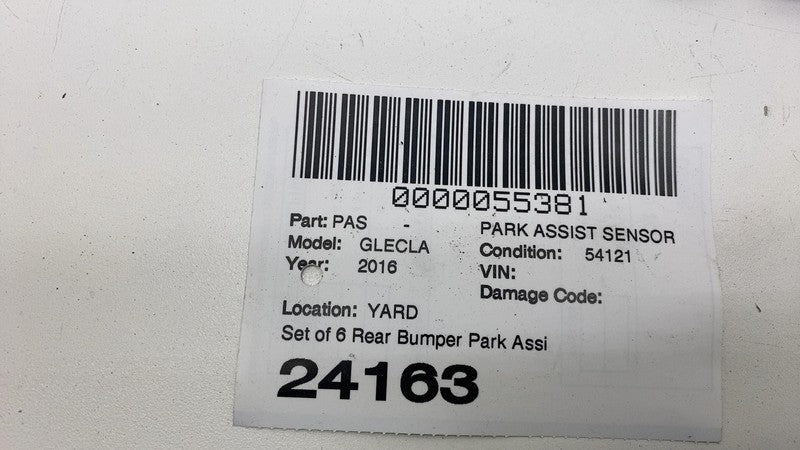 0000055381
Part: PAS - PARK ASSIST SENSOR
Model: GLECLA Condition: 54121
Year: 2016 VIN:
Damage Code:
Location: YARD
Set of 6 Rear Bumper Park Assi
24163